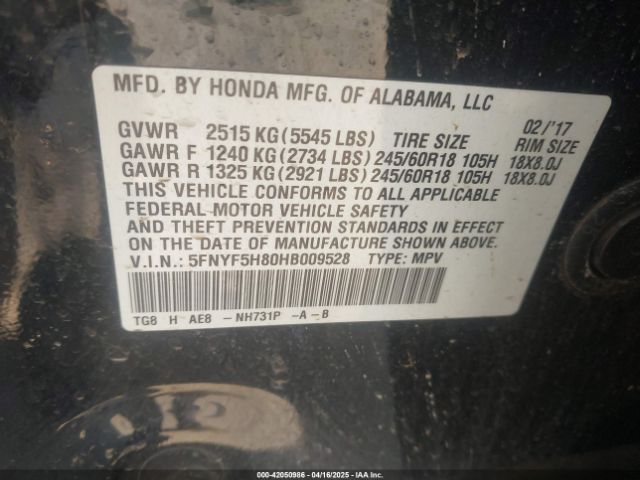 MFD. BY HONDA MFG. OF ALABAMA, LLC
02/'17
GVWR 2515 KG (5545 LBS) TIRE SIZE RIM SIZE
GAWR F 1240 KG (2734 LBS) 245/60R18 105H 18X8.0J
GAWR R 1325 KG (2921 LBS) 245/60R18 105H 18X8.0J
THIS VEHICLE CONFORMS TO ALL APPLICABLE
FEDERAL MOTOR VEHICLE SAFETY
AND THEFT PREVENTION STANDARDS IN EFFECT
ON THE DATE OF MANUFACTURE SHOWN ABOVE.
V.I.N.: 5FNYF5H80HB009528 TYPE: MPV
TG8 H AE8 - NH731P -A-B
000-42050986 - 04/16/2025 - IAAI, Inc.